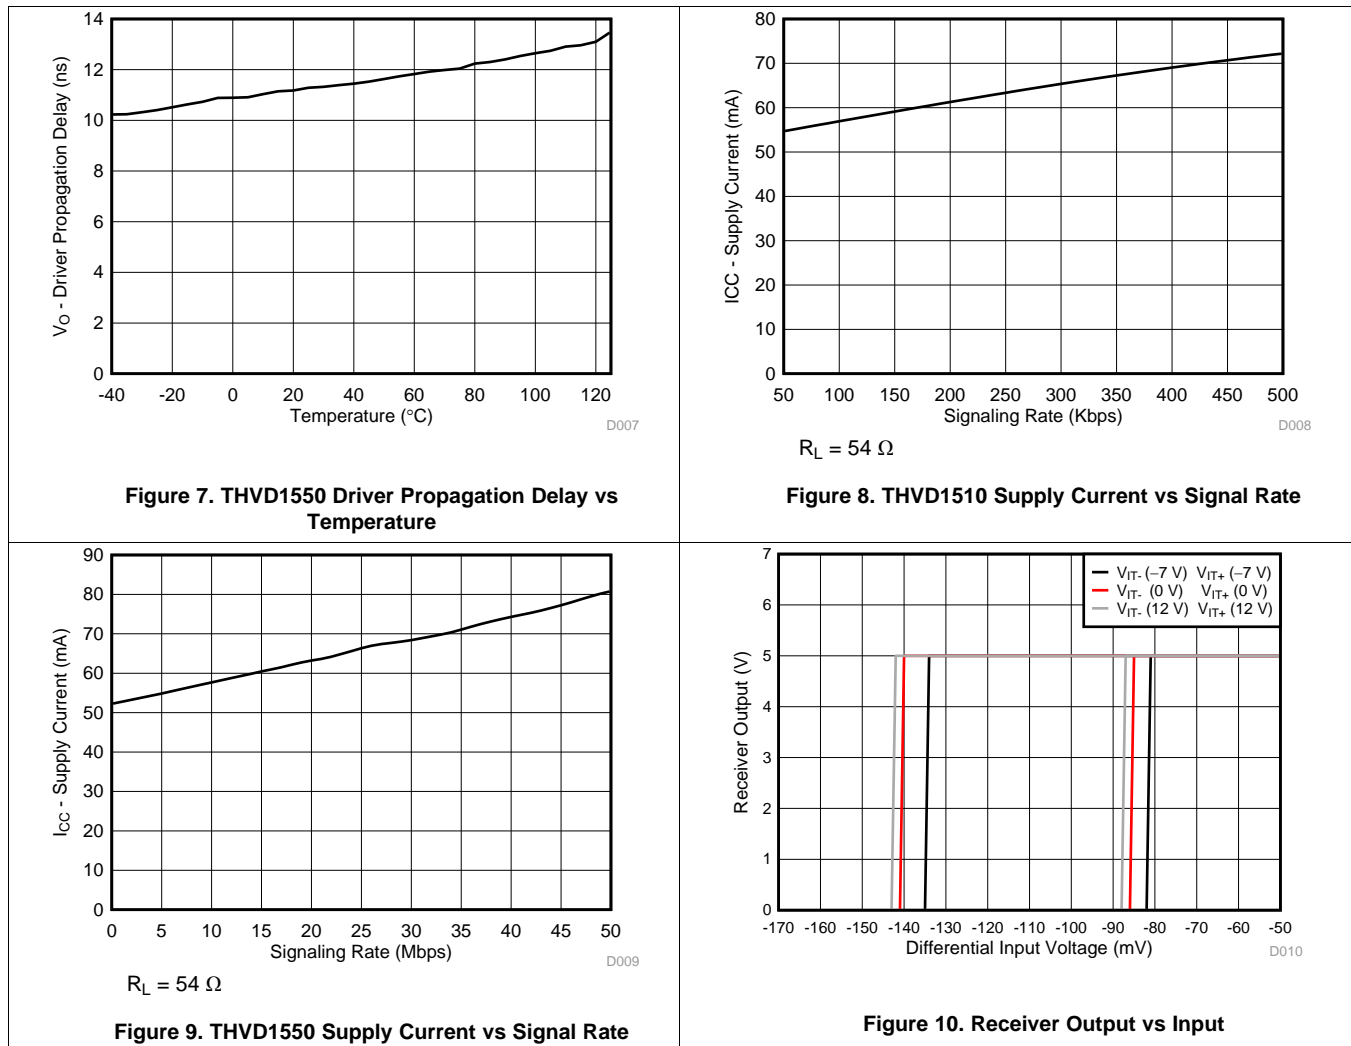 14
12
10
8
6
4
2
0
V_O - Driver Propagation Delay (ns)
-40 -20 0 20 40 60 80 100 120
Temperature (°C)
D007
Figure 7. THVD1550 Driver Propagation Delay vs
Temperature
80
70
60
50
40
30
20
10
0
ICC - Supply Current (mA)
50 100 150 200 250 300 350 400 450 500
Signaling Rate (Kbps)
D008
R_L = 54 Ω
Figure 8. THVD1510 Supply Current vs Signal Rate
90
80
70
60
50
40
30
20
10
0
I_CC - Supply Current (mA)
0 5 10 15 20 25 30 35 40 45 50
Signaling Rate (Mbps)
D009
R_L = 54 Ω
Figure 9. THVD1550 Supply Current vs Signal Rate
7
6
5
4
3
2
1
0
Receiver Output (V)
V_IT- (−7 V) V_IT+ (−7 V)
V_IT- (0 V) V_IT+ (0 V)
V_IT- (12 V) V_IT+ (12 V)
-170 -160 -150 -140 -130 -120 -110 -100 -90 -80 -70 -60 -50
Differential Input Voltage (mV)
D010
Figure 10. Receiver Output vs Input